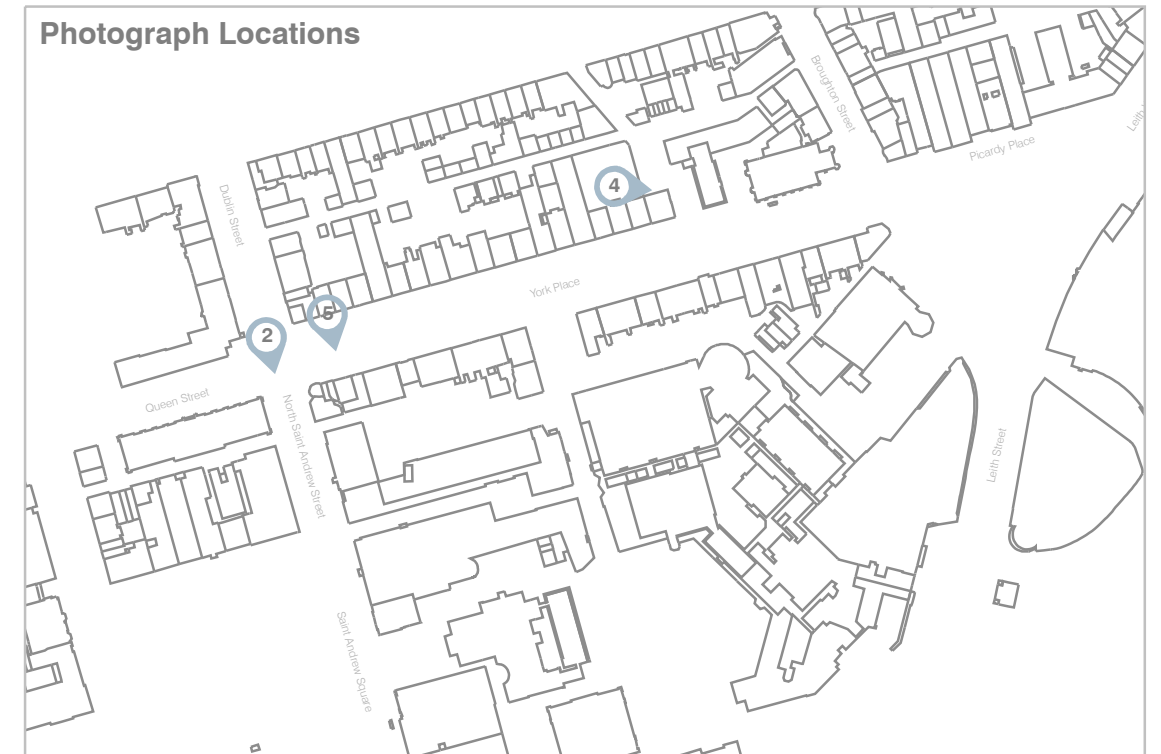 Photograph Locations
Broughton Street
Leith
Picardy Place
4
Dublin Street
York Place
5
2
Queen Street
North Saint Andrew Street
Leith Street
Saint Andrew Square